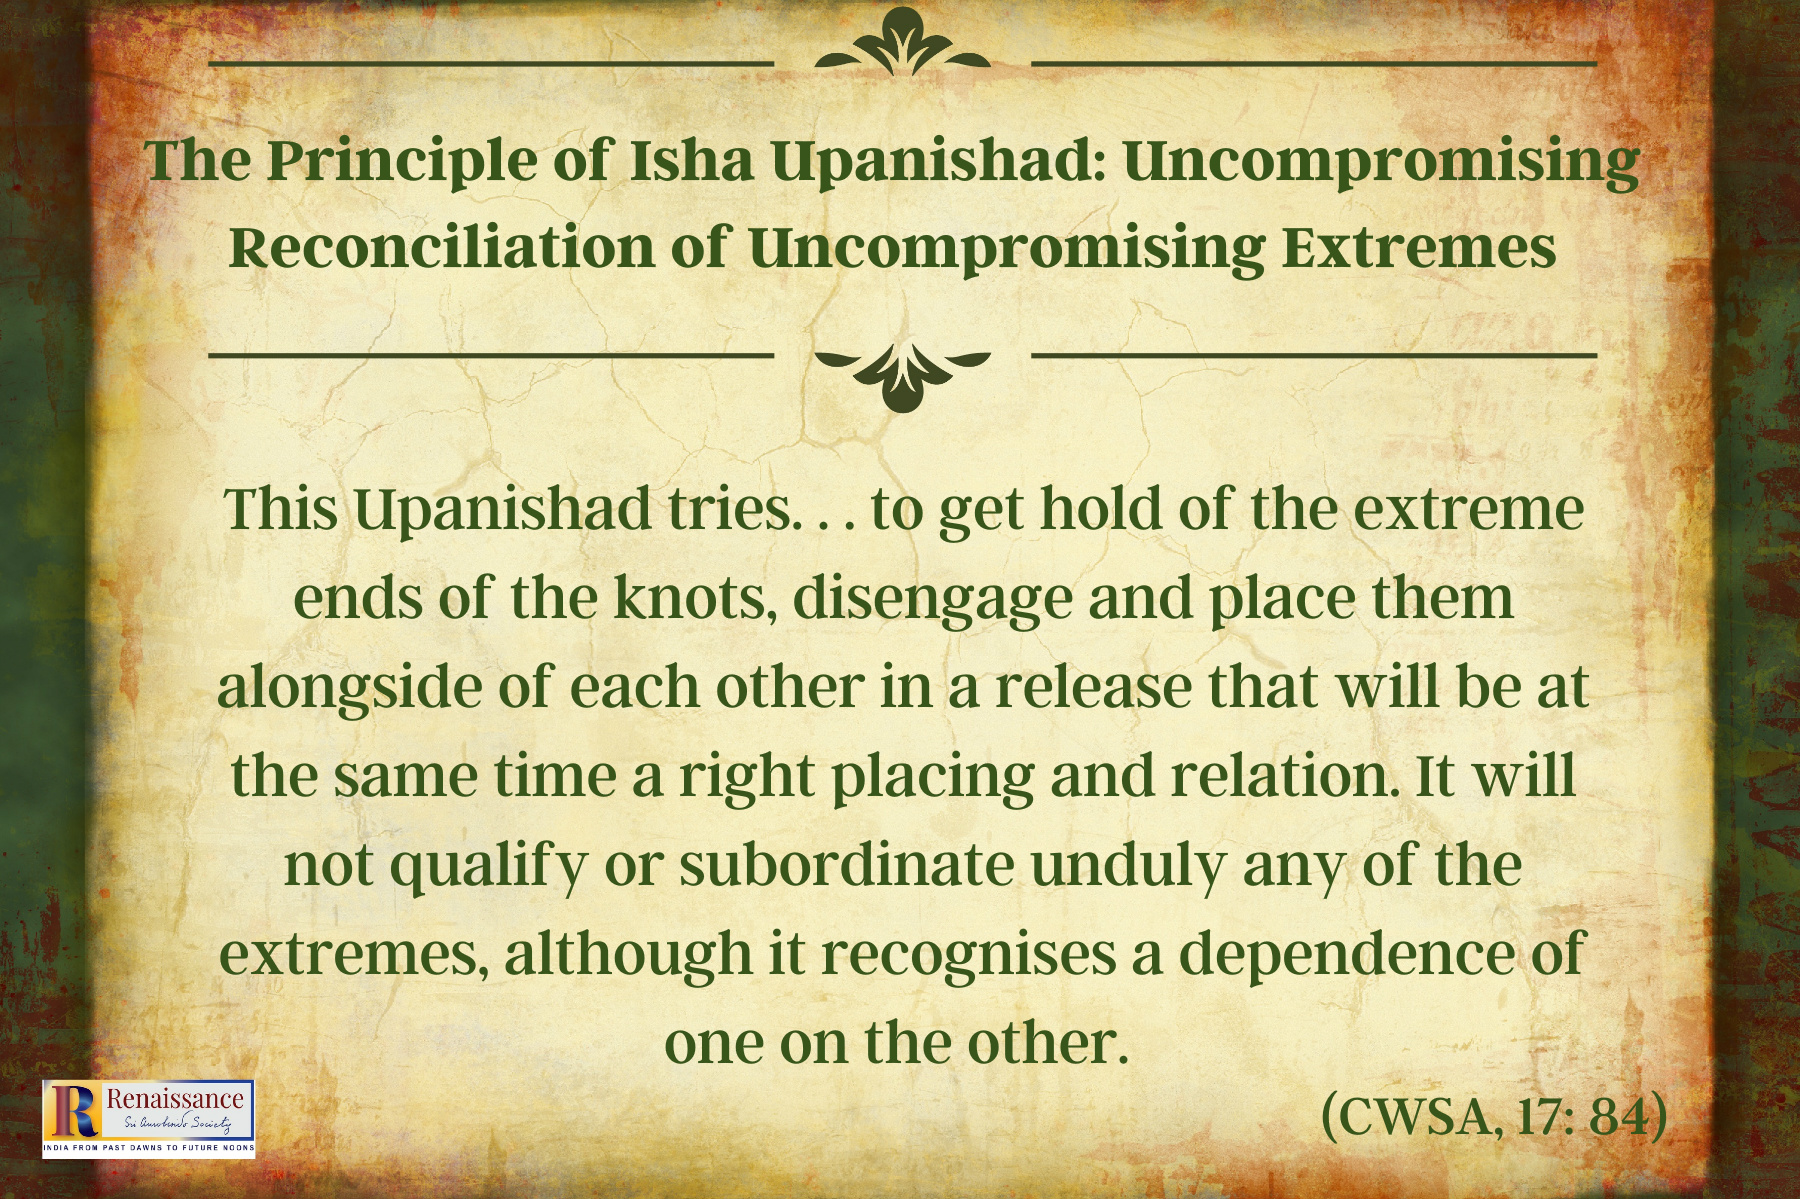 The Principle of Isha Upanishad: Uncompromising
Reconciliation of Uncompromising Extremes
This Upanishad tries. . . to get hold of the extreme
ends of the knots, disengage and place them
alongside of each other in a release that will be at
the same time a right placing and relation. It will
not qualify or subordinate unduly any of the
extremes, although it recognises a dependence of
one on the other.
(CWSA, 17: 84)
R Renaissance
Sri Aurobindo Society
INDIA FROM PAST DAWNS TO FUTURE NOONS